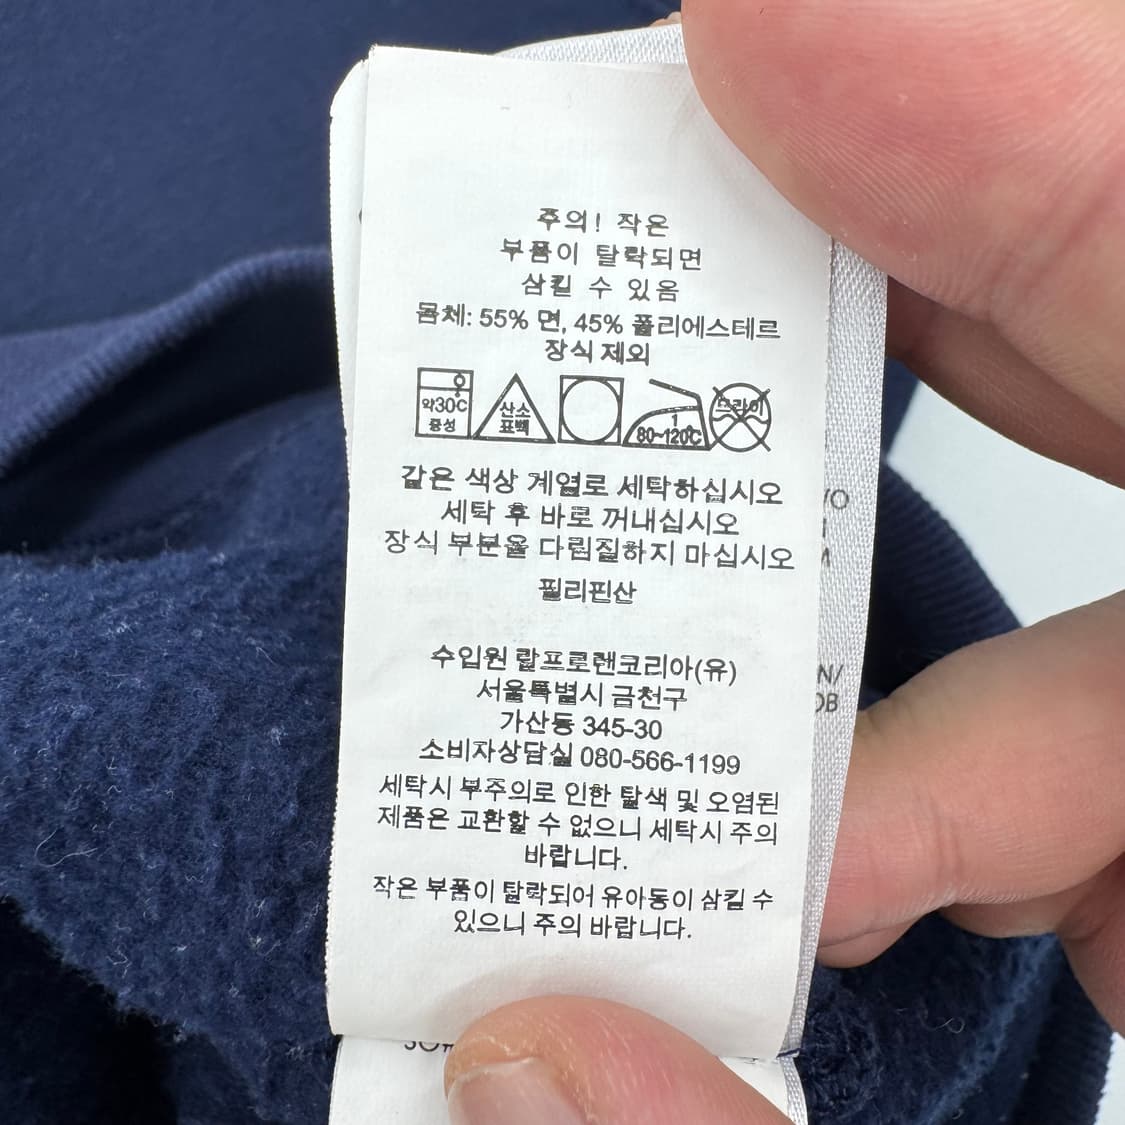 주의! 작은
부품이 탈락되면
삼킬 수 있음
몸체: 55% 면, 45% 폴리에스테르
장식 제외
약30℃
중성
산소
표백
1
80~120℃
드라이
같은 색상 계열로 세탁하십시오
세탁 후 바로 꺼내십시오
장식 부분을 다림질하지 마십시오
필리핀산
수입원 랄프로렌코리아(유)
서울특별시 금천구
가산동 345-30
소비자상담실 080-566-1199
세탁시 부주의로 인한 탈색 및 오염된
제품은 교환할 수 없으니 세탁시 주의
바랍니다.
작은 부품이 탈락되어 유아동이 삼킬 수
있으니 주의 바랍니다.